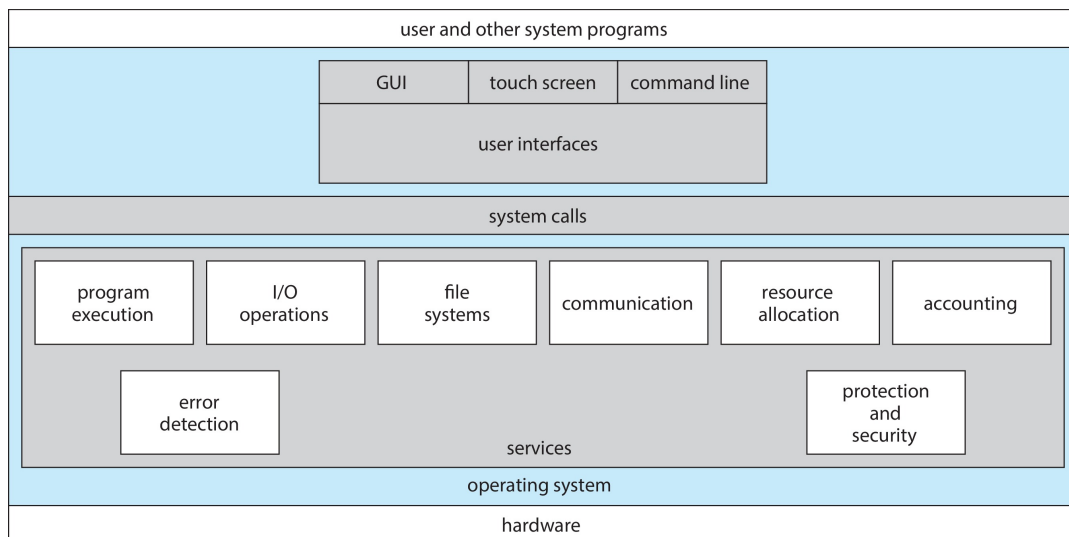 user and other system programs
GUI
touch screen
command line
user interfaces
system calls
program
execution
I/O
operations
file
systems
communication
resource
allocation
accounting
error
detection
protection
and
security
services
operating system
hardware